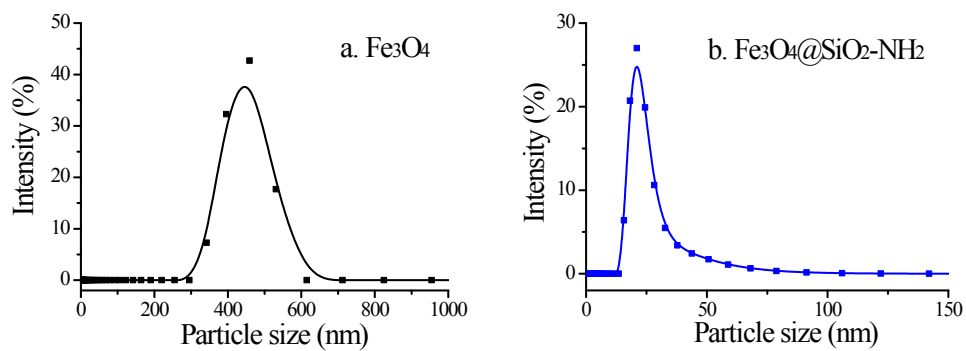 a. Fe3O4
Intensity (%)
50
40
30
20
10
0
0 200 400 600 800 1000
Particle size (nm)
b. Fe3O4@SiO2-NH2
Intensity (%)
30
20
10
0
0 50 100 150
Particle size (nm)